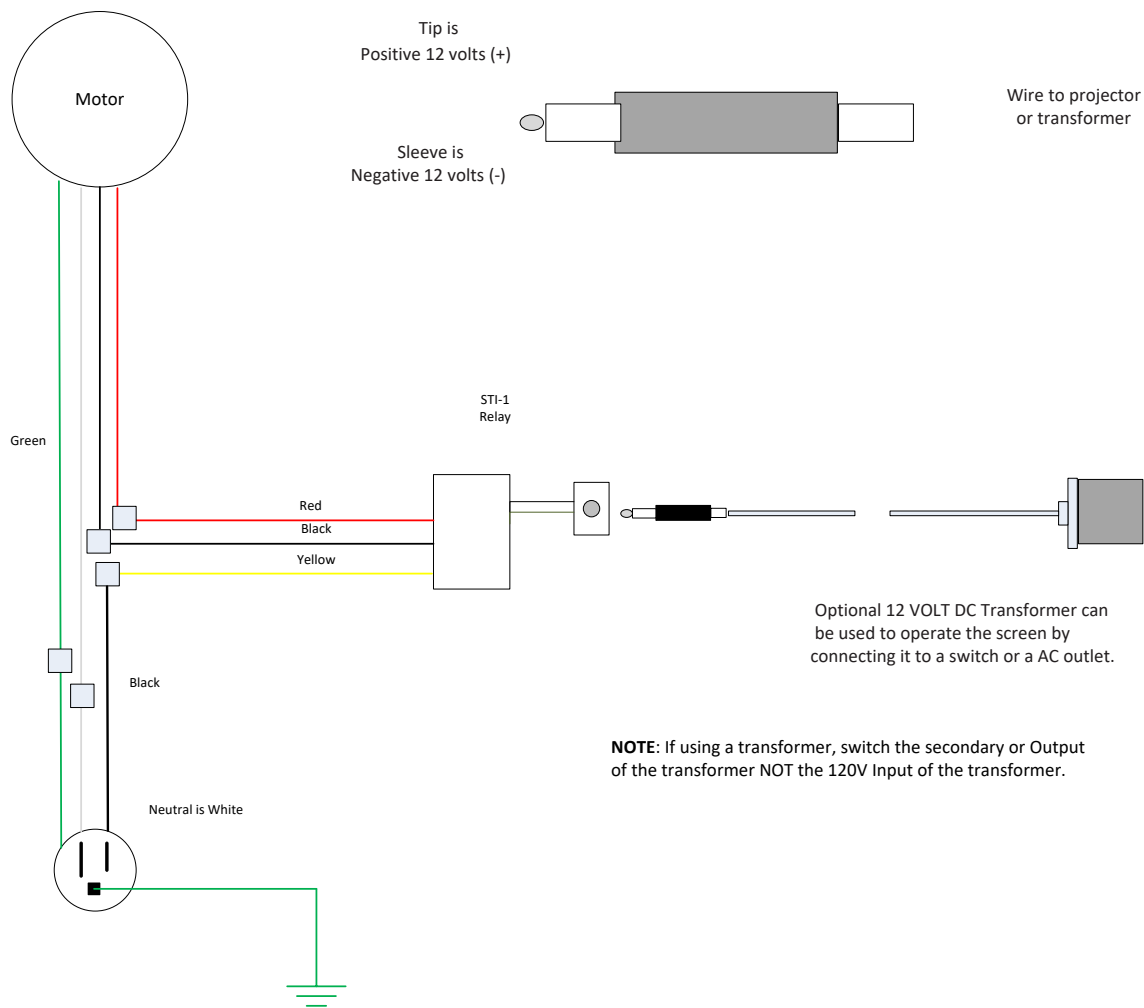 Tip is
Positive 12 volts (+)
Motor
Wire to projector
or transformer
Sleeve is
Negative 12 volts (-)
STI-1
Relay
Green
Red
Black
Yellow
Optional 12 VOLT DC Transformer can
be used to operate the screen by
connecting it to a switch or a AC outlet.
Black
NOTE: If using a transformer, switch the secondary or Output
of the transformer NOT the 120V Input of the transformer.
Neutral is White